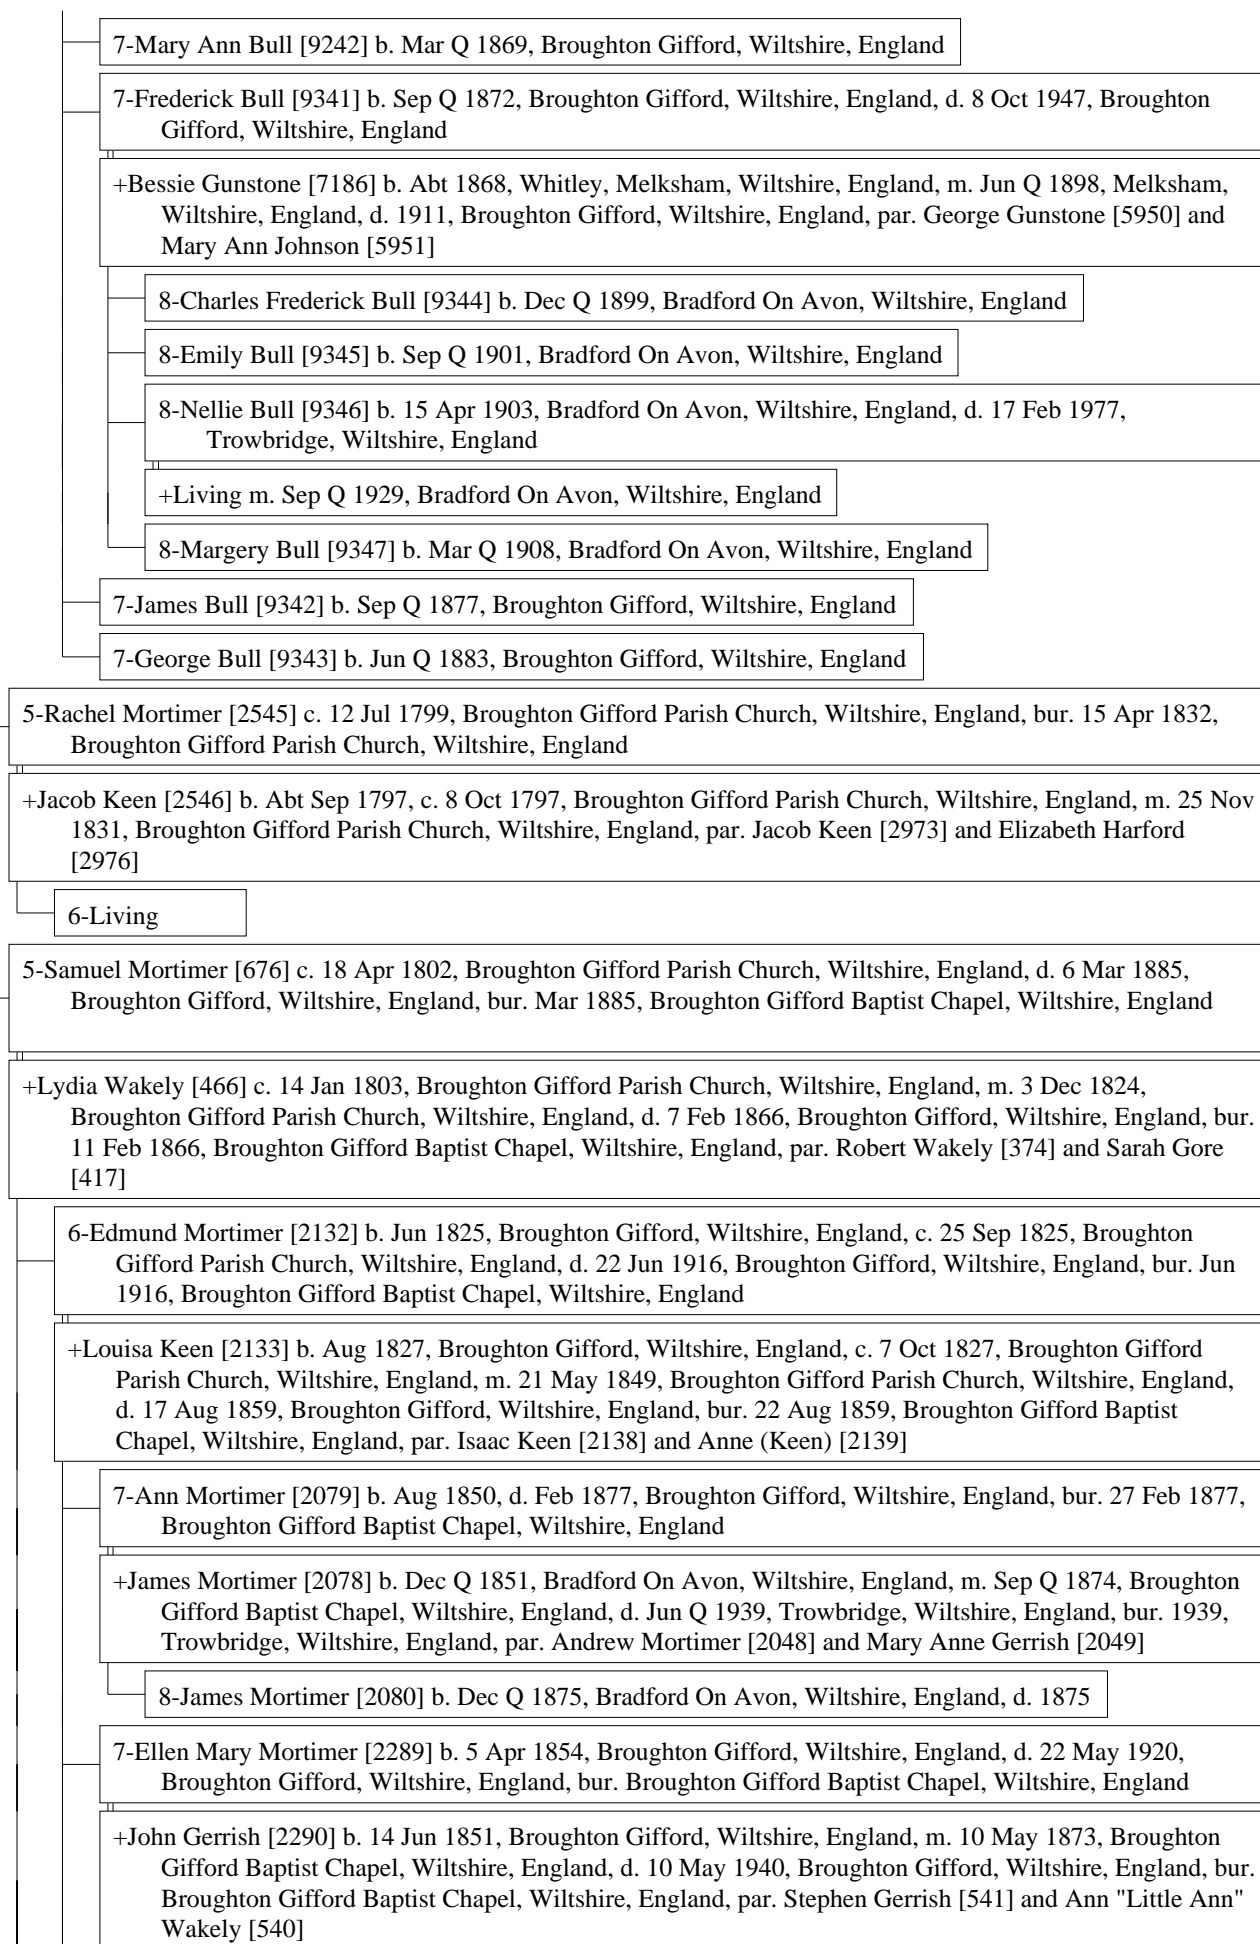 7-Mary Ann Bull [9242] b. Mar Q 1869, Broughton Gifford, Wiltshire, England
7-Frederick Bull [9341] b. Sep Q 1872, Broughton Gifford, Wiltshire, England, d. 8 Oct 1947, Broughton
Gifford, Wiltshire, England
+Bessie Gunstone [7186] b. Abt 1868, Whitley, Melksham, Wiltshire, England, m. Jun Q 1898, Melksham,
Wiltshire, England, d. 1911, Broughton Gifford, Wiltshire, England, par. George Gunstone [5950] and
Mary Ann Johnson [5951]
8-Charles Frederick Bull [9344] b. Dec Q 1899, Bradford On Avon, Wiltshire, England
8-Emily Bull [9345] b. Sep Q 1901, Bradford On Avon, Wiltshire, England
8-Nellie Bull [9346] b. 15 Apr 1903, Bradford On Avon, Wiltshire, England, d. 17 Feb 1977,
Trowbridge, Wiltshire, England
+Living m. Sep Q 1929, Bradford On Avon, Wiltshire, England
8-Margery Bull [9347] b. Mar Q 1908, Bradford On Avon, Wiltshire, England
7-James Bull [9342] b. Sep Q 1877, Broughton Gifford, Wiltshire, England
7-George Bull [9343] b. Jun Q 1883, Broughton Gifford, Wiltshire, England
5-Rachel Mortimer [2545] c. 12 Jul 1799, Broughton Gifford Parish Church, Wiltshire, England, bur. 15 Apr 1832,
Broughton Gifford Parish Church, Wiltshire, England
+Jacob Keen [2546] b. Abt Sep 1797, c. 8 Oct 1797, Broughton Gifford Parish Church, Wiltshire, England, m. 25 Nov
1831, Broughton Gifford Parish Church, Wiltshire, England, par. Jacob Keen [2973] and Elizabeth Harford
[2976]
6-Living
5-Samuel Mortimer [676] c. 18 Apr 1802, Broughton Gifford Parish Church, Wiltshire, England, d. 6 Mar 1885,
Broughton Gifford, Wiltshire, England, bur. Mar 1885, Broughton Gifford Baptist Chapel, Wiltshire, England
+Lydia Wakely [466] c. 14 Jan 1803, Broughton Gifford Parish Church, Wiltshire, England, m. 3 Dec 1824,
Broughton Gifford Parish Church, Wiltshire, England, d. 7 Feb 1866, Broughton Gifford, Wiltshire, England, bur.
11 Feb 1866, Broughton Gifford Baptist Chapel, Wiltshire, England, par. Robert Wakely [374] and Sarah Gore
[417]
6-Edmund Mortimer [2132] b. Jun 1825, Broughton Gifford, Wiltshire, England, c. 25 Sep 1825, Broughton
Gifford Parish Church, Wiltshire, England, d. 22 Jun 1916, Broughton Gifford, Wiltshire, England, bur. Jun
1916, Broughton Gifford Baptist Chapel, Wiltshire, England
+Louisa Keen [2133] b. Aug 1827, Broughton Gifford, Wiltshire, England, c. 7 Oct 1827, Broughton Gifford
Parish Church, Wiltshire, England, m. 21 May 1849, Broughton Gifford Parish Church, Wiltshire, England,
d. 17 Aug 1859, Broughton Gifford, Wiltshire, England, bur. 22 Aug 1859, Broughton Gifford Baptist
Chapel, Wiltshire, England, par. Isaac Keen [2138] and Anne (Keen) [2139]
7-Ann Mortimer [2079] b. Aug 1850, d. Feb 1877, Broughton Gifford, Wiltshire, England, bur. 27 Feb 1877,
Broughton Gifford Baptist Chapel, Wiltshire, England
+James Mortimer [2078] b. Dec Q 1851, Bradford On Avon, Wiltshire, England, m. Sep Q 1874, Broughton
Gifford Baptist Chapel, Wiltshire, England, d. Jun Q 1939, Trowbridge, Wiltshire, England, bur. 1939,
Trowbridge, Wiltshire, England, par. Andrew Mortimer [2048] and Mary Anne Gerrish [2049]
8-James Mortimer [2080] b. Dec Q 1875, Bradford On Avon, Wiltshire, England, d. 1875
7-Ellen Mary Mortimer [2289] b. 5 Apr 1854, Broughton Gifford, Wiltshire, England, d. 22 May 1920,
Broughton Gifford, Wiltshire, England, bur. Broughton Gifford Baptist Chapel, Wiltshire, England
+John Gerrish [2290] b. 14 Jun 1851, Broughton Gifford, Wiltshire, England, m. 10 May 1873, Broughton
Gifford Baptist Chapel, Wiltshire, England, d. 10 May 1940, Broughton Gifford, Wiltshire, England, bur.
Broughton Gifford Baptist Chapel, Wiltshire, England, par. Stephen Gerrish [541] and Ann "Little Ann"
Wakely [540]